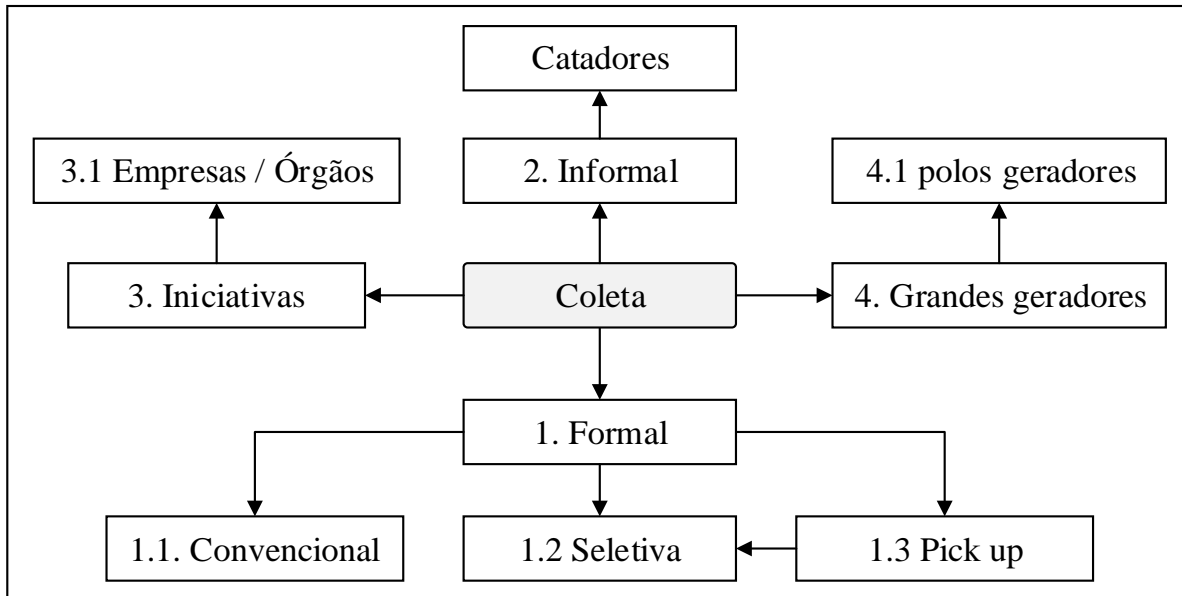 Catadores
3.1 Empresas / Órgãos
2. Informal
4.1 polos geradores
3. Iniciativas
Coleta
4. Grandes geradores
1. Formal
1.1. Convencional
1.2 Seletiva
1.3 Pick up